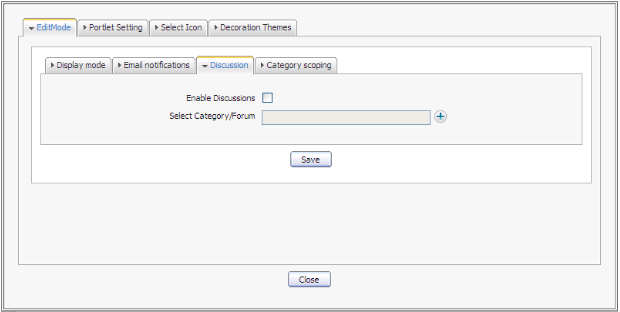 EditMode Portlet Setting Select Icon Decoration Themes
Display mode Email notifications Discussion Category scoping
Enable Discussions
Select Category/Forum
Save
Close